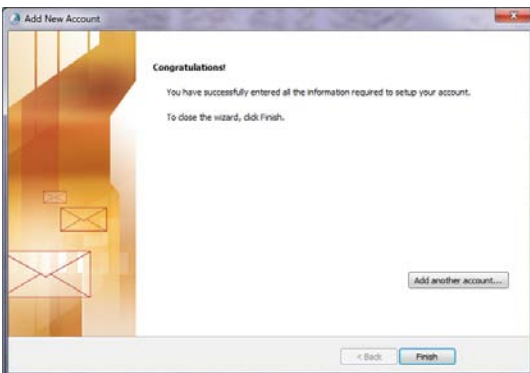 Add New Account
Congratulations!
You have successfully entered all the information required to setup your account.
To close the wizard, click Finish.
Add another account...
< Back
Finish